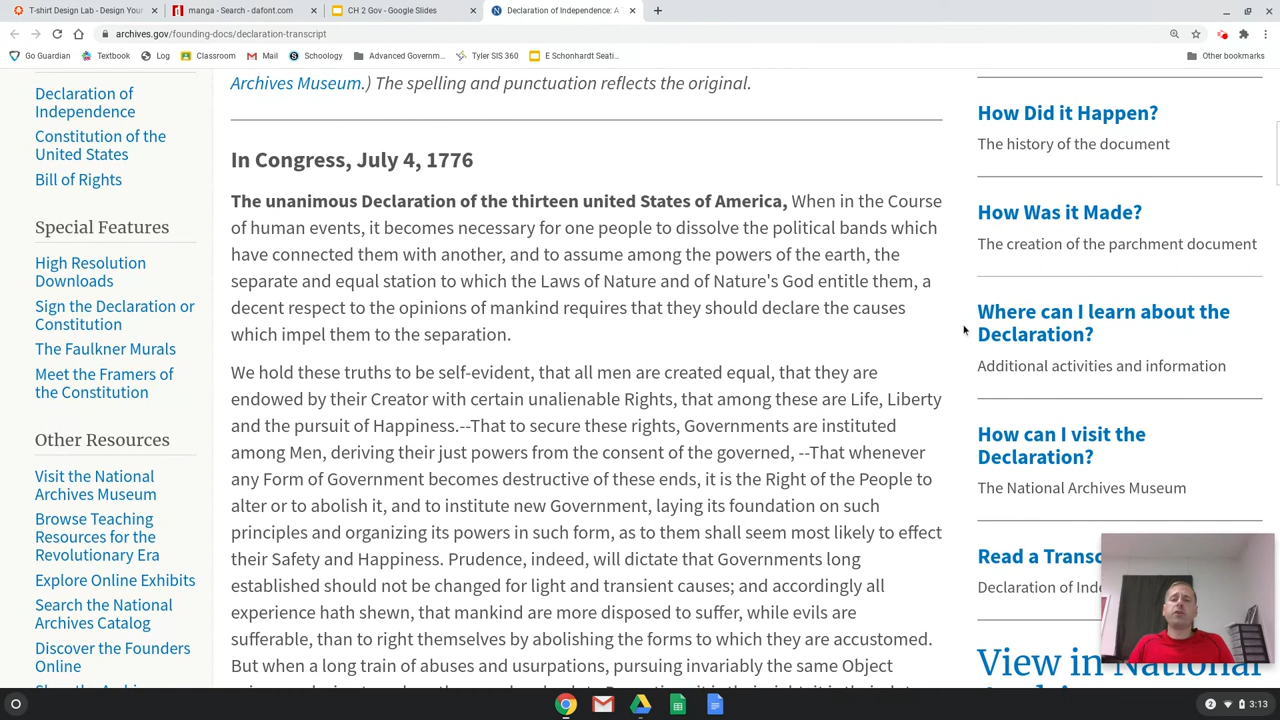 T-shirt Design Lab - Design Your
manga - Search - dafont.com
CH 2 Gov - Google Slides
Declaration of Independence: A
archives.gov/founding-docs/declaration-transcript
Go Guardian
Textbook
Log
Classroom
Mail
Schoology
Advanced Governm...
Tyler SIS 360
E Schonhardt Seati...
Other bookmarks
Declaration of
Independence
Constitution of the
United States
Bill of Rights
Special Features
High Resolution
Downloads
Sign the Declaration or
Constitution
The Faulkner Murals
Meet the Framers of
the Constitution
Other Resources
Visit the National
Archives Museum
Browse Teaching
Resources for the
Revolutionary Era
Explore Online Exhibits
Search the National
Archives Catalog
Discover the Founders
Online
Archives Museum.) The spelling and punctuation reflects the original.
In Congress, July 4, 1776
The unanimous Declaration of the thirteen united States of America, When in the Course
of human events, it becomes necessary for one people to dissolve the political bands which
have connected them with another, and to assume among the powers of the earth, the
separate and equal station to which the Laws of Nature and of Nature's God entitle them, a
decent respect to the opinions of mankind requires that they should declare the causes
which impel them to the separation.
We hold these truths to be self-evident, that all men are created equal, that they are
endowed by their Creator with certain unalienable Rights, that among these are Life, Liberty
and the pursuit of Happiness.--That to secure these rights, Governments are instituted
among Men, deriving their just powers from the consent of the governed, --That whenever
any Form of Government becomes destructive of these ends, it is the Right of the People to
alter or to abolish it, and to institute new Government, laying its foundation on such
principles and organizing its powers in such form, as to them shall seem most likely to effect
their Safety and Happiness. Prudence, indeed, will dictate that Governments long
established should not be changed for light and transient causes; and accordingly all
experience hath shewn, that mankind are more disposed to suffer, while evils are
sufferable, than to right themselves by abolishing the forms to which they are accustomed.
But when a long train of abuses and usurpations, pursuing invariably the same Object
How Did it Happen?
The history of the document
How Was it Made?
The creation of the parchment document
Where can I learn about the
Declaration?
Additional activities and information
How can I visit the
Declaration?
The National Archives Museum
Read a Transc
Declaration of Ind
View in National
2
3:13